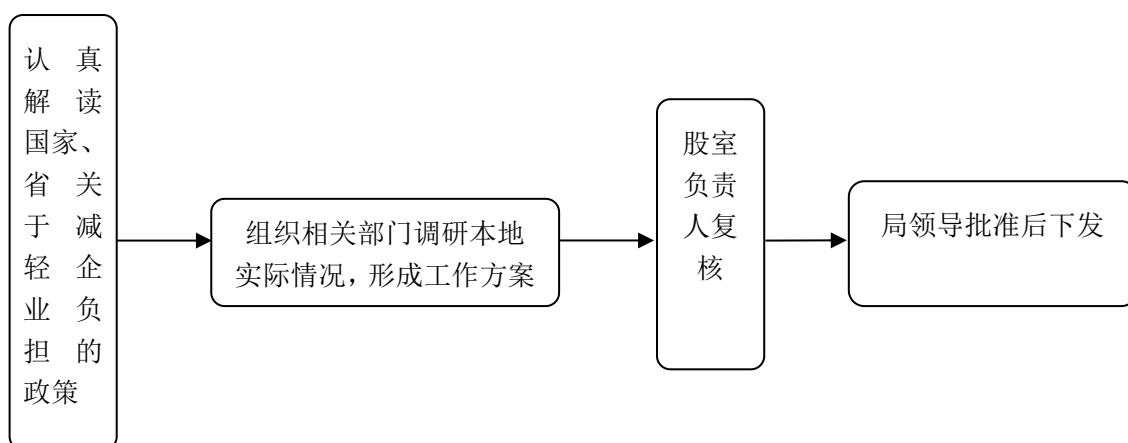 认真
解读
国家、
省关
于减
轻企
业负
担的
政策
组织相关部门调研本地
实际情况，形成工作方案
股室
负责
人复
核
局领导批准后下发